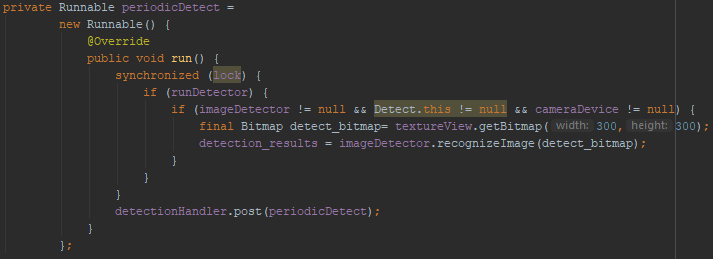 private Runnable periodicDetect =
        new Runnable() {
            @Override
            public void run() {
                synchronized (lock) {
                    if (runDetector) {
                        if (imageDetector != null && Detect.this != null && cameraDevice != null) {
                            final Bitmap detect_bitmap= textureView.getBitmap( width: 300, height: 300);
                            detection_results = imageDetector.recognizeImage(detect_bitmap);
                        }
                    }
                }
                detectionHandler.post(periodicDetect);
            }
        };